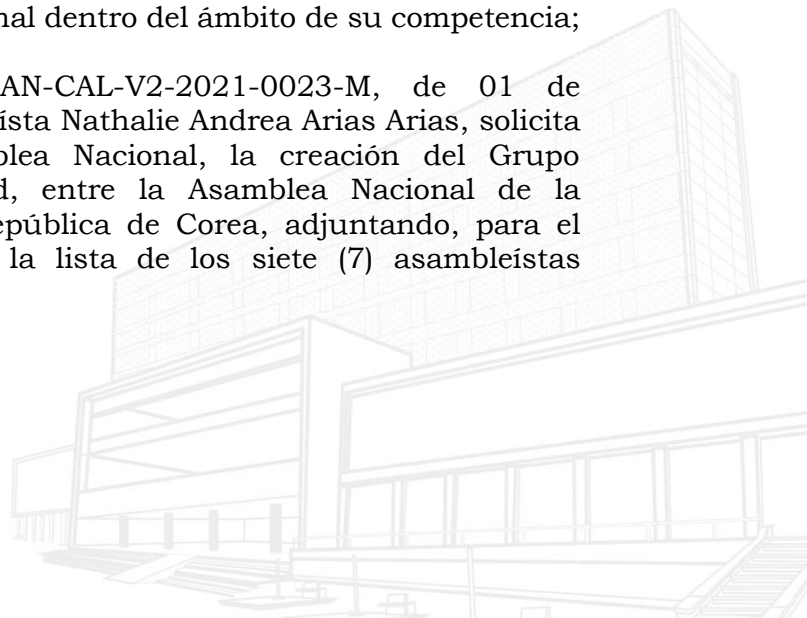 nal dentro del ámbito de su competencia;
AN-CAL-V2-2021-0023-M, de 01 de
ísta Nathalie Andrea Arias Arias, solicita
blea Nacional, la creación del Grupo
d, entre la Asamblea Nacional de la
epública de Corea, adjuntando, para el
la lista de los siete (7) asambleístas